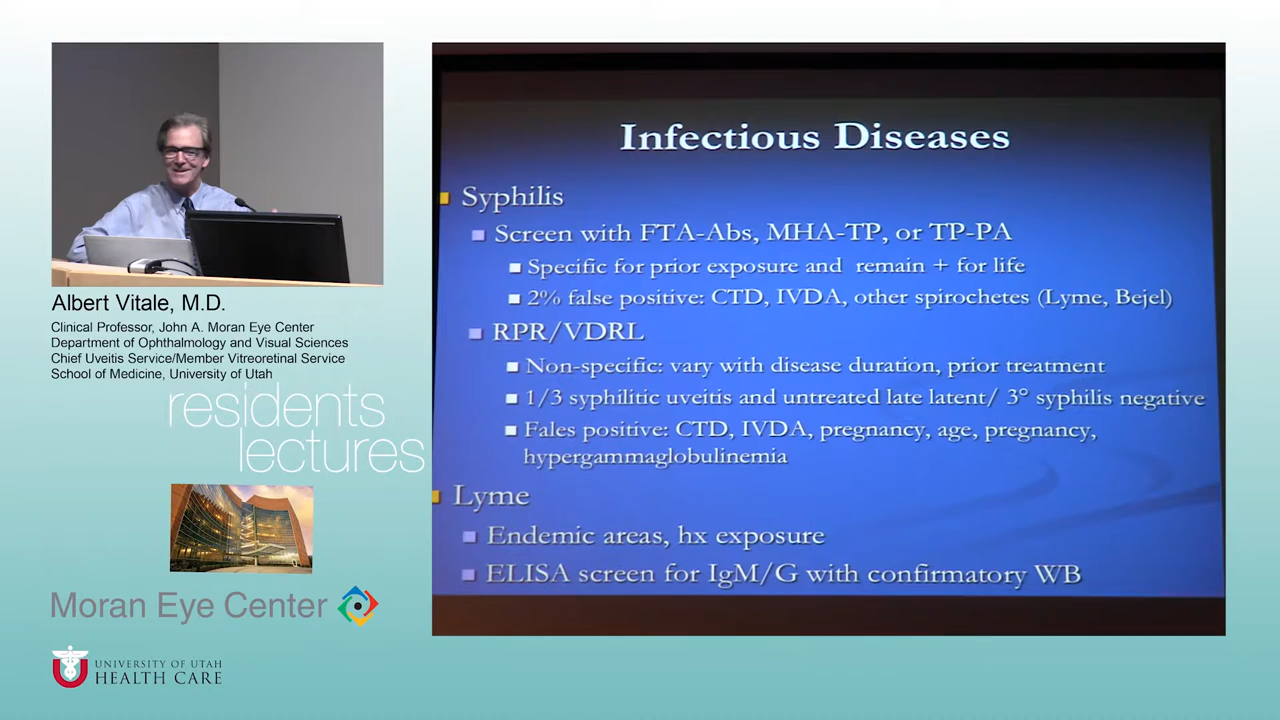 Albert Vitale, M.D.
Clinical Professor, John A. Moran Eye Center
Department of Ophthalmology and Visual Sciences
Chief Uveitis Service/Member Vitreoretinal Service
School of Medicine, University of Utah
residents
lectures
Moran Eye Center
UNIVERSITY OF UTAH
HEALTH CARE
Infectious Diseases
Syphilis
Screen with FTA-Abs, MHA-TP, or TP-PA
Specific for prior exposure and remain + for life
2% false positive: CTD, IVDA, other spirochetes (Lyme, Bejel)
RPR/VDRL
Non-specific: vary with disease duration, prior treatment
1/3 syphilitic uveitis and untreated late latent/ 3° syphilis negative
Fales positive: CTD, IVDA, pregnancy, age, pregnancy,
hypergammaglobulinemia
Lyme
Endemic areas, hx exposure
ELISA screen for IgM/G with confirmatory WB